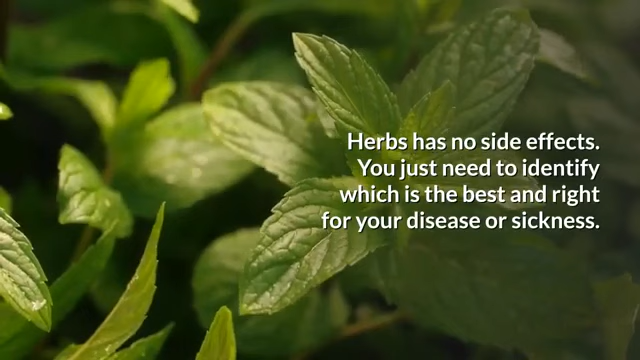 Herbs has no side effects.
You just need to identify
which is the best and right
for your disease or sickness.